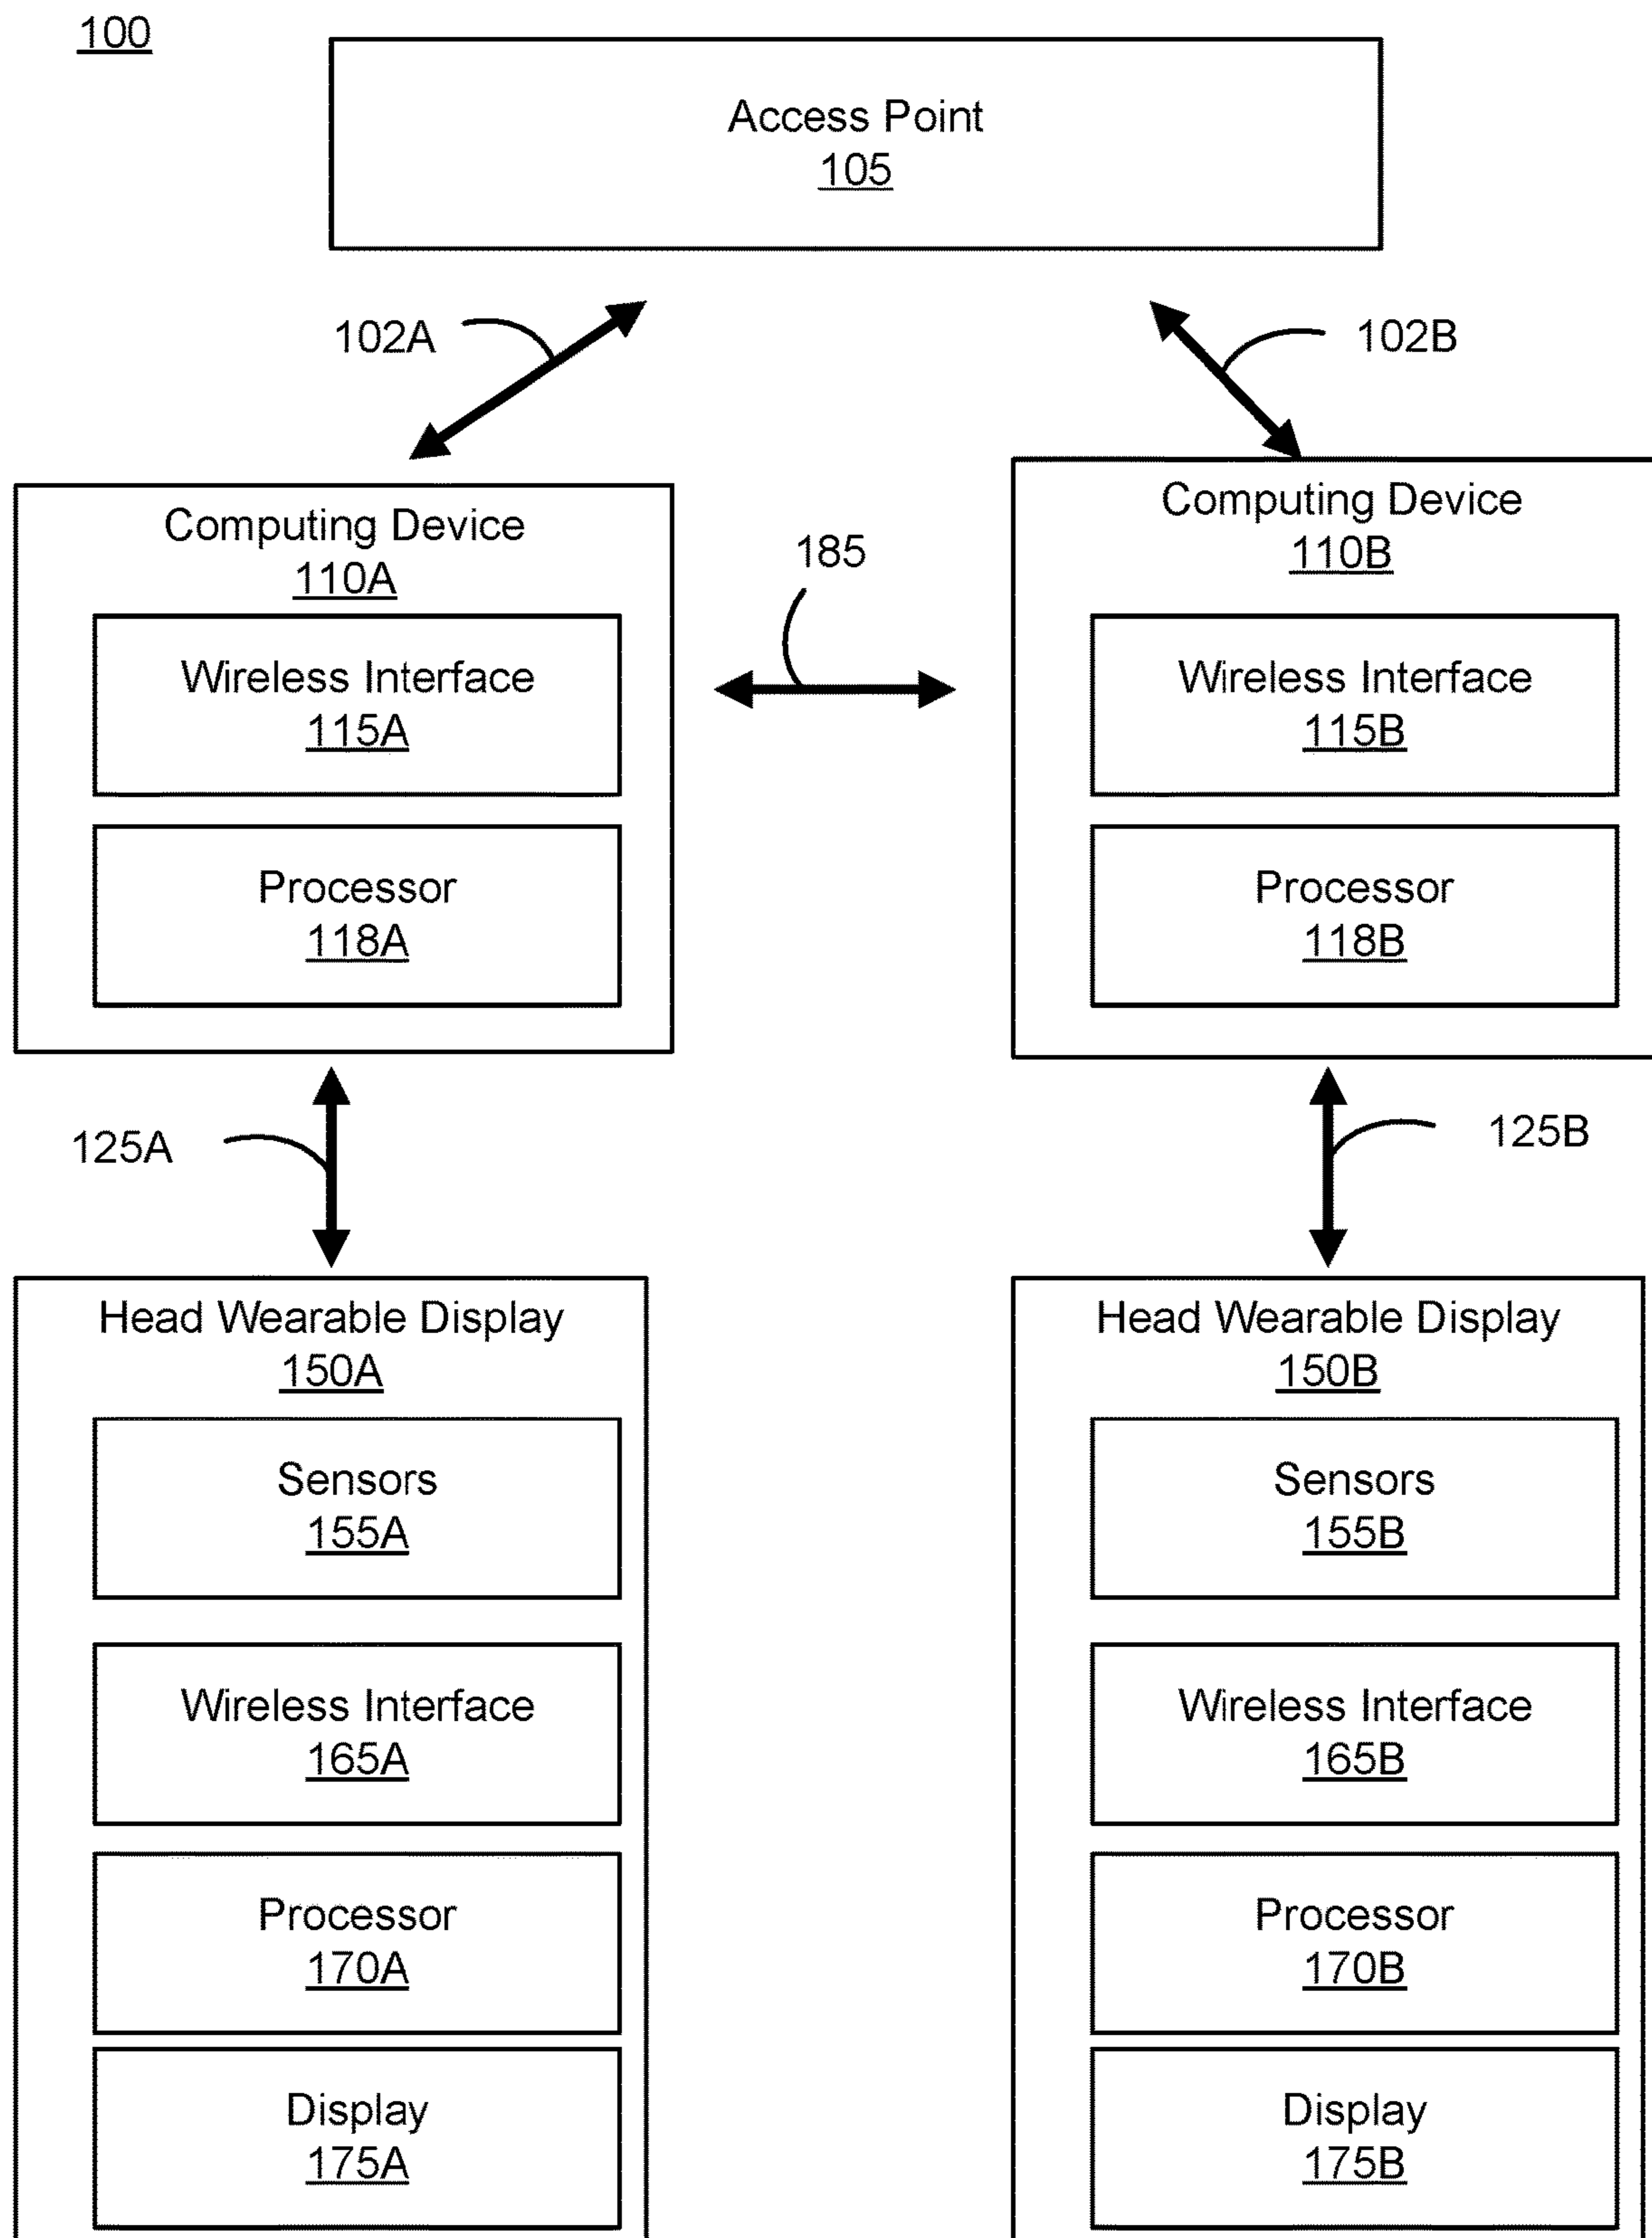 100
Access Point
105
102A
102B
Computing Device
110A
Wireless Interface
115A
Processor
118A
185
Computing Device
110B
Wireless Interface
115B
Processor
118B
125A
125B
Head Wearable Display
150A
Sensors
155A
Wireless Interface
165A
Processor
170A
Display
175A
Head Wearable Display
150B
Sensors
155B
Wireless Interface
165B
Processor
170B
Display
175B